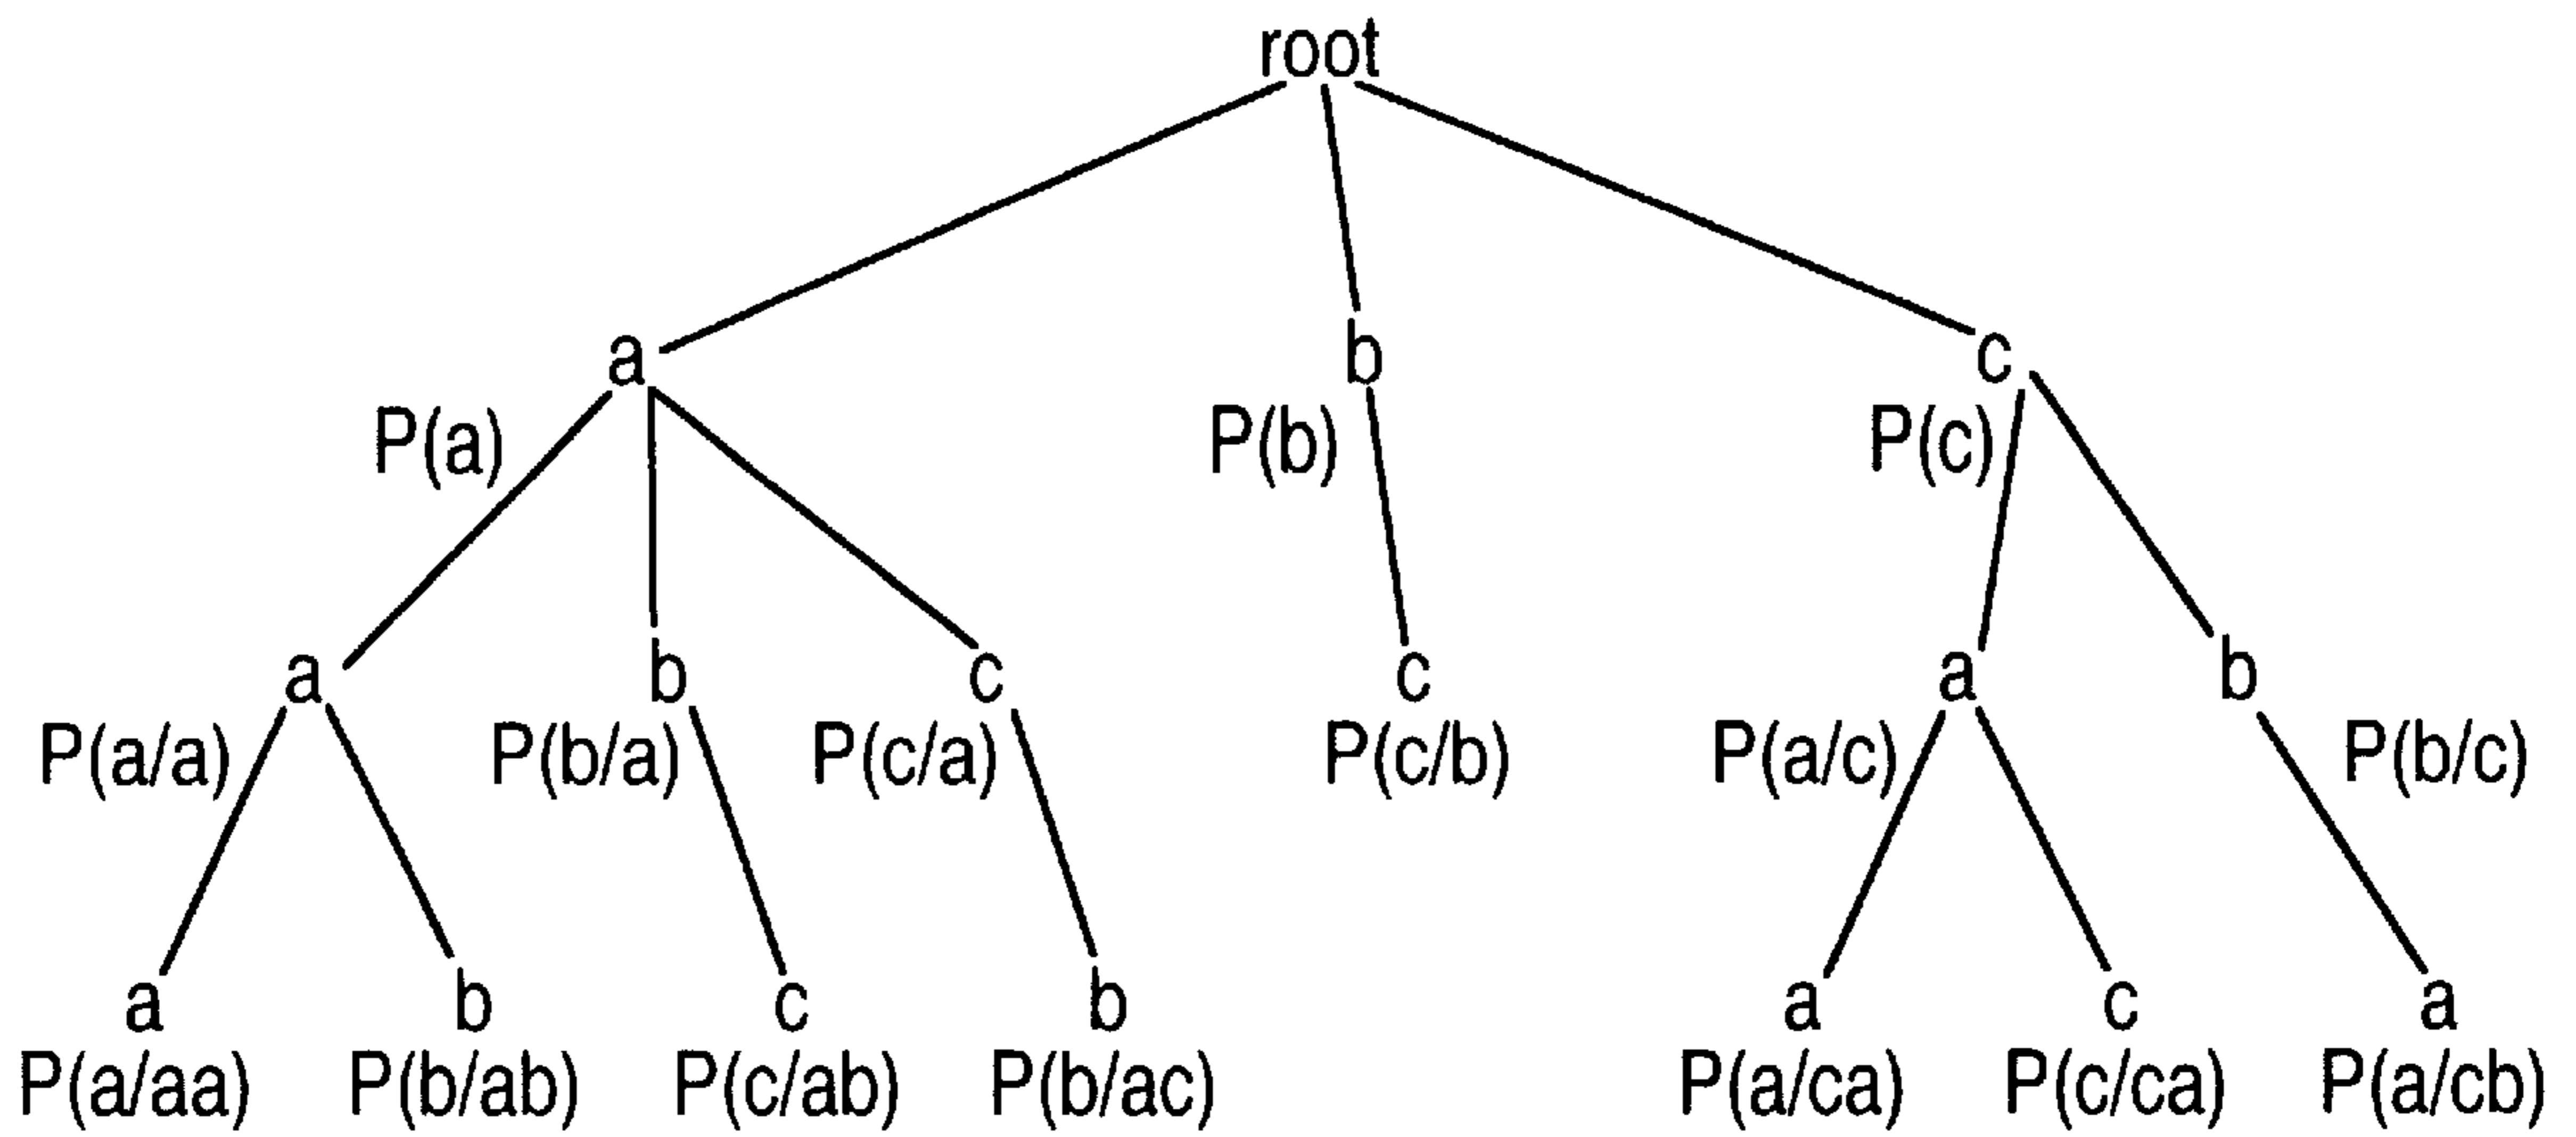 root
a b c
P(a) P(b) P(c)
a b c c a b
P(a/a) P(b/a) P(c/a) P(c/b) P(a/c) P(b/c)
a b c b a c a
P(a/aa) P(b/ab) P(c/ab) P(b/ac) P(a/ca) P(c/ca) P(a/cb)